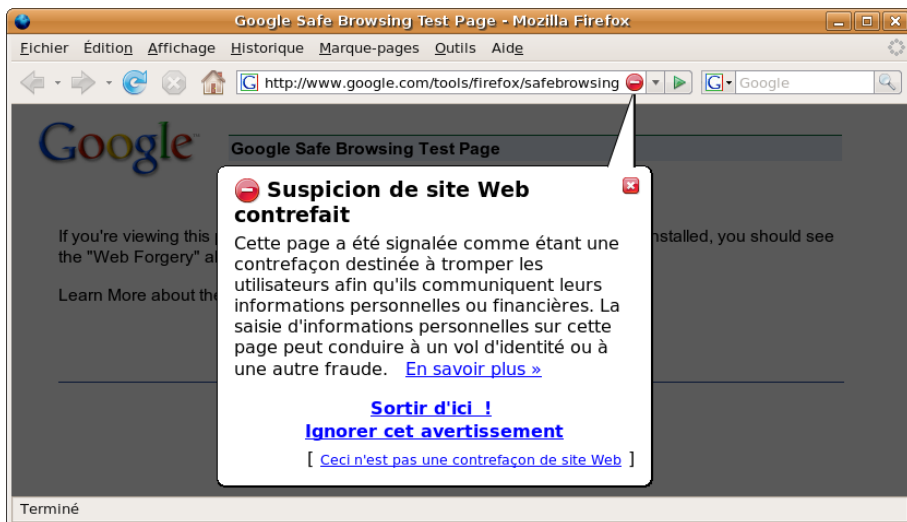 Google Safe Browsing Test Page - Mozilla Firefox
Fichier Édition Affichage Historique Marque-pages Outils Aide
G http://www.google.com/tools/firefox/safebrowsing G Google
Google™
Google Safe Browsing Test Page
Suspicion de site Web
contrefait
If you're viewing this
nstalled, you should see
the "Web Forgery" al
Learn More about the
Cette page a été signalée comme étant une
contrefaçon destinée à tromper les
utilisateurs afin qu'ils communiquent leurs
informations personnelles ou financières. La
saisie d'informations personnelles sur cette
page peut conduire à un vol d'identité ou à
une autre fraude. En savoir plus »
Sortir d'ici !
Ignorer cet avertissement
[ Ceci n'est pas une contrefaçon de site Web ]
Terminé